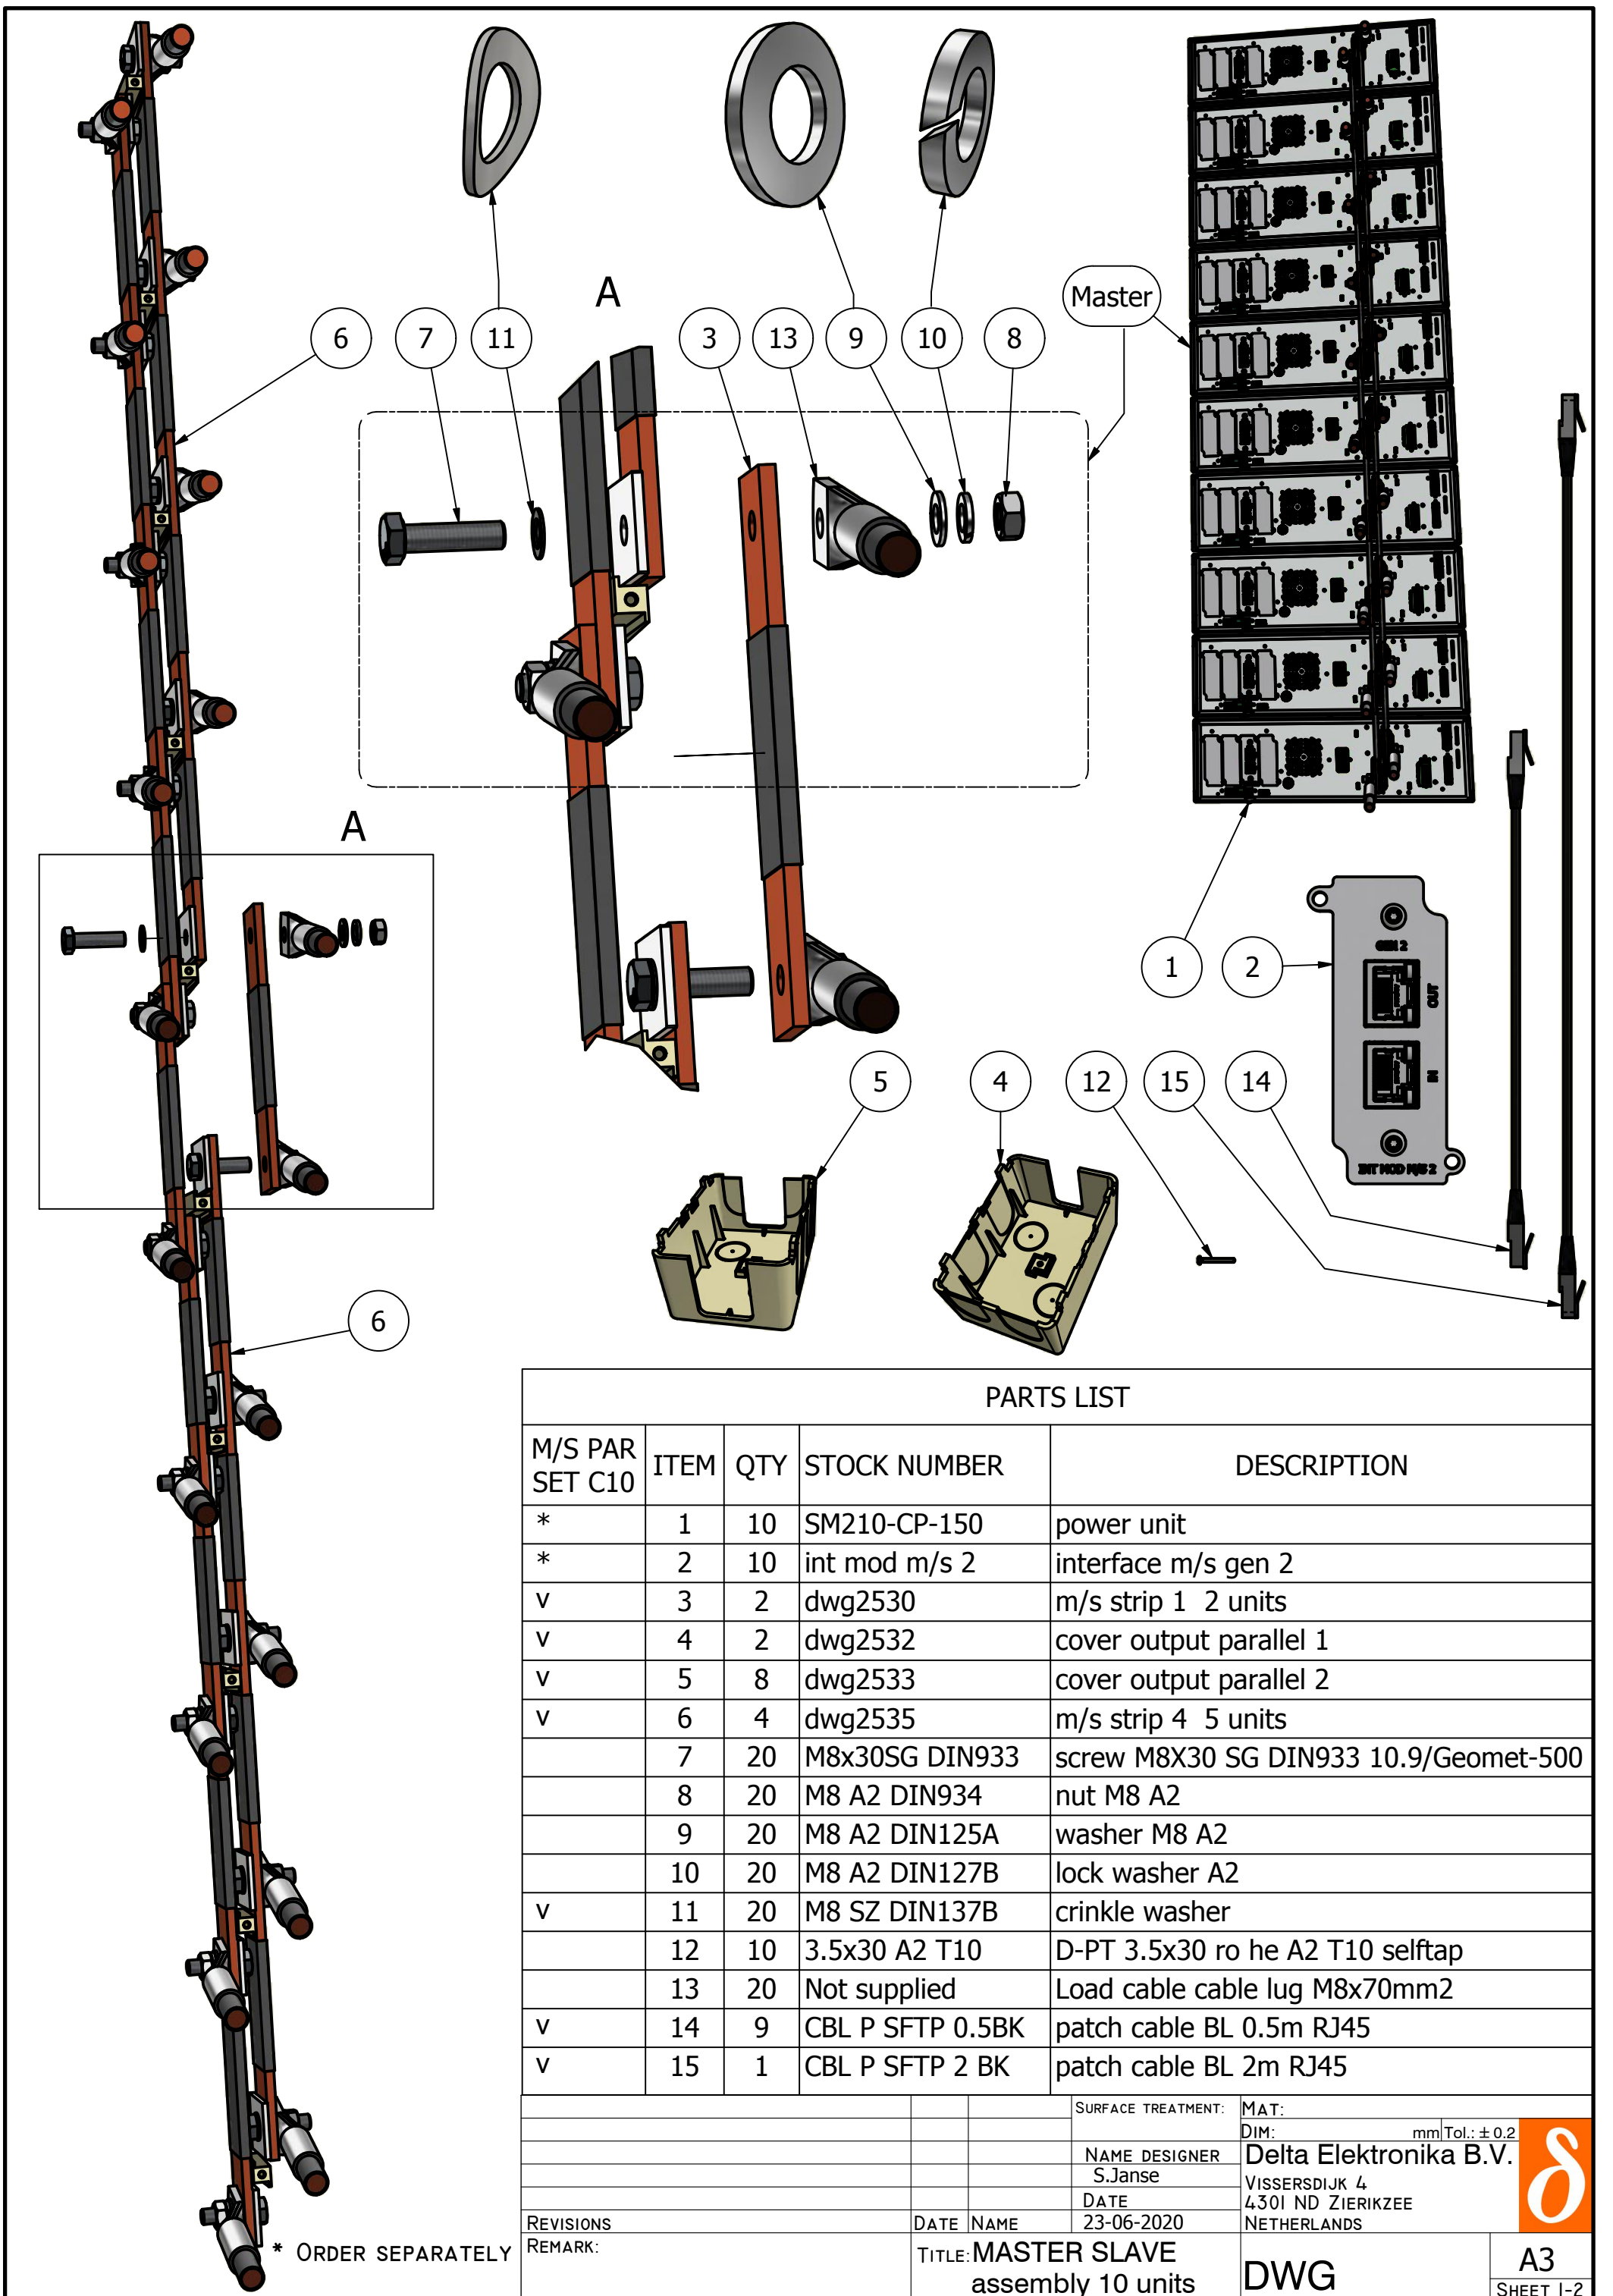 A
6
7
11
3
13
9
10
8
Master
A
1
2
GEN 2
OUT
IN
INT MOD M/S 2
5
4
12
15
14
6
PARTS LIST
M/S PAR SET C10 ITEM QTY STOCK NUMBER DESCRIPTION
* 1 10 SM210-CP-150 power unit
* 2 10 int mod m/s 2 interface m/s gen 2
v 3 2 dwg2530 m/s strip 1 2 units
v 4 2 dwg2532 cover output parallel 1
v 5 8 dwg2533 cover output parallel 2
v 6 4 dwg2535 m/s strip 4 5 units
7 20 M8x30SG DIN933 screw M8X30 SG DIN933 10.9/Geomet-500
8 20 M8 A2 DIN934 nut M8 A2
9 20 M8 A2 DIN125A washer M8 A2
10 20 M8 A2 DIN127B lock washer A2
v 11 20 M8 SZ DIN137B crinkle washer
12 10 3.5x30 A2 T10 D-PT 3.5x30 ro he A2 T10 selftap
13 20 Not supplied Load cable cable lug M8x70mm2
v 14 9 CBL P SFTP 0.5BK patch cable BL 0.5m RJ45
v 15 1 CBL P SFTP 2 BK patch cable BL 2m RJ45
SURFACE TREATMENT: MAT:
DIM: mm Tol.: ± 0.2
NAME DESIGNER Delta Elektronika B.V.
S.Janse VISSERSDIJK 4
DATE 4301 ND ZIERIKZEE
REVISIONS DATE NAME 23-06-2020 NETHERLANDS
δ
* ORDER SEPARATELY
REMARK: TITLE: MASTER SLAVE
assembly 10 units
DWG
A3
SHEET 1-2